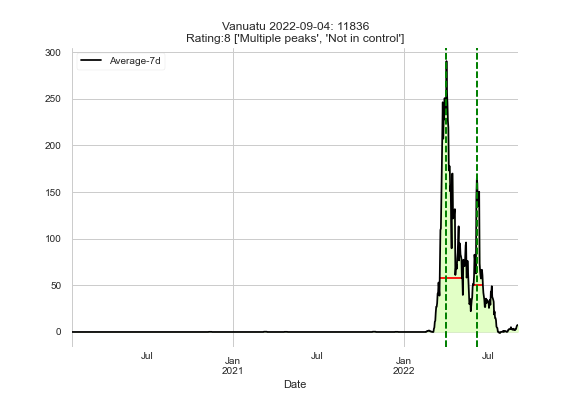 Vanuatu 2022-09-04: 11836
Rating:8 ['Multiple peaks', 'Not in control']
Average-7d
300
250
200
150
100
50
0
Jul
Jan
2021
Jul
Jan
2022
Jul
Date